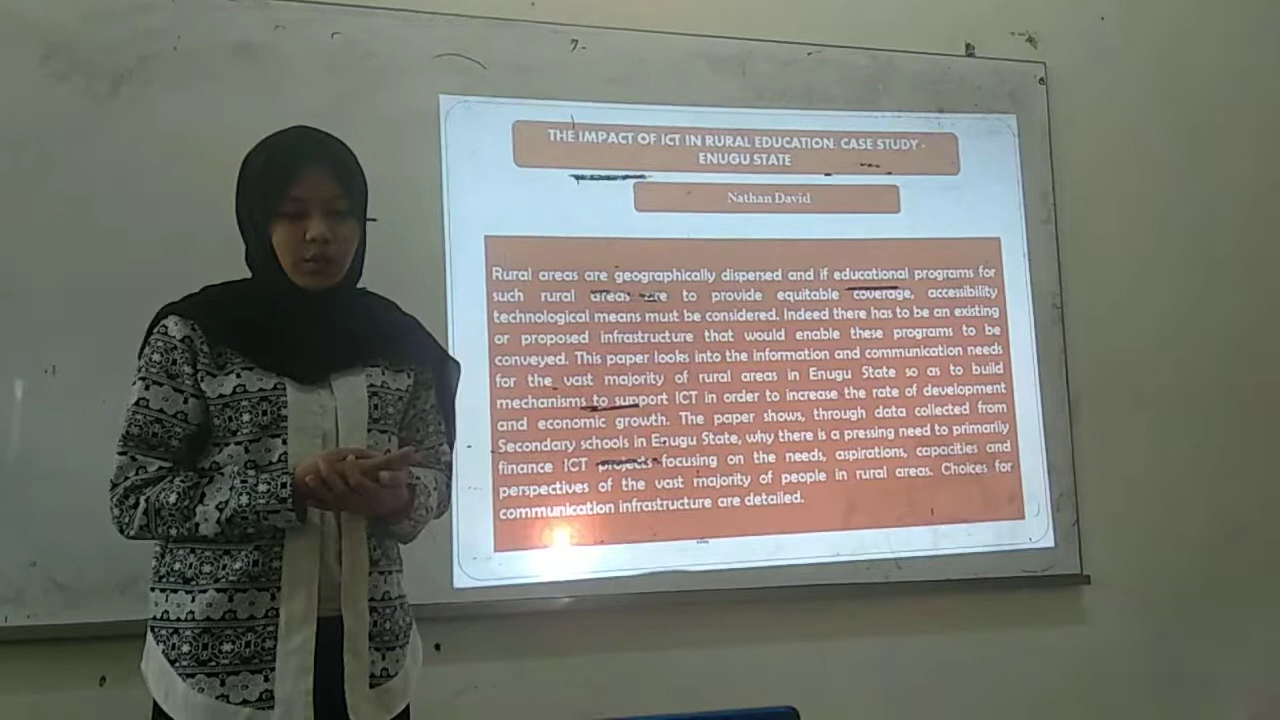 THE IMPACT OF ICT IN RURAL EDUCATION: CASE STUDY -
ENUGU STATE
Nathan David
Rural areas are geographically dispersed and if educational programs for
such rural areas are to provide equitable coverage, accessibility
technological means must be considered. Indeed there has to be an existing
or proposed infrastructure that would enable these programs to be
conveyed. This paper looks into the information and communication needs
for the vast majority of rural areas in Enugu State so as to build
mechanisms to support ICT in order to increase the rate of development
and economic growth. The paper shows, through data collected from
Secondary schools in Enugu State, why there is a pressing need to primarily
finance ICT projects focusing on the needs, aspirations, capacities and
perspectives of the vast majority of people in rural areas. Choices for
communication infrastructure are detailed.